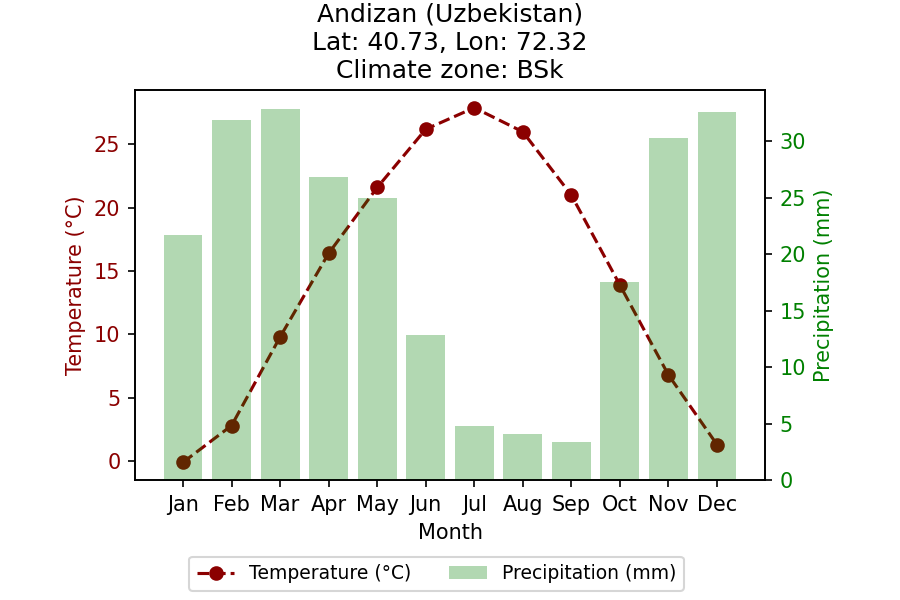 Andizan (Uzbekistan)
Lat: 40.73, Lon: 72.32
Climate zone: BSk
Temperature (°C)
25
20
15
10
5
0
30
25
20
15
10
5
0
Precipitation (mm)
Jan Feb Mar Apr May Jun Jul Aug Sep Oct Nov Dec
Month
Temperature (°C) Precipitation (mm)